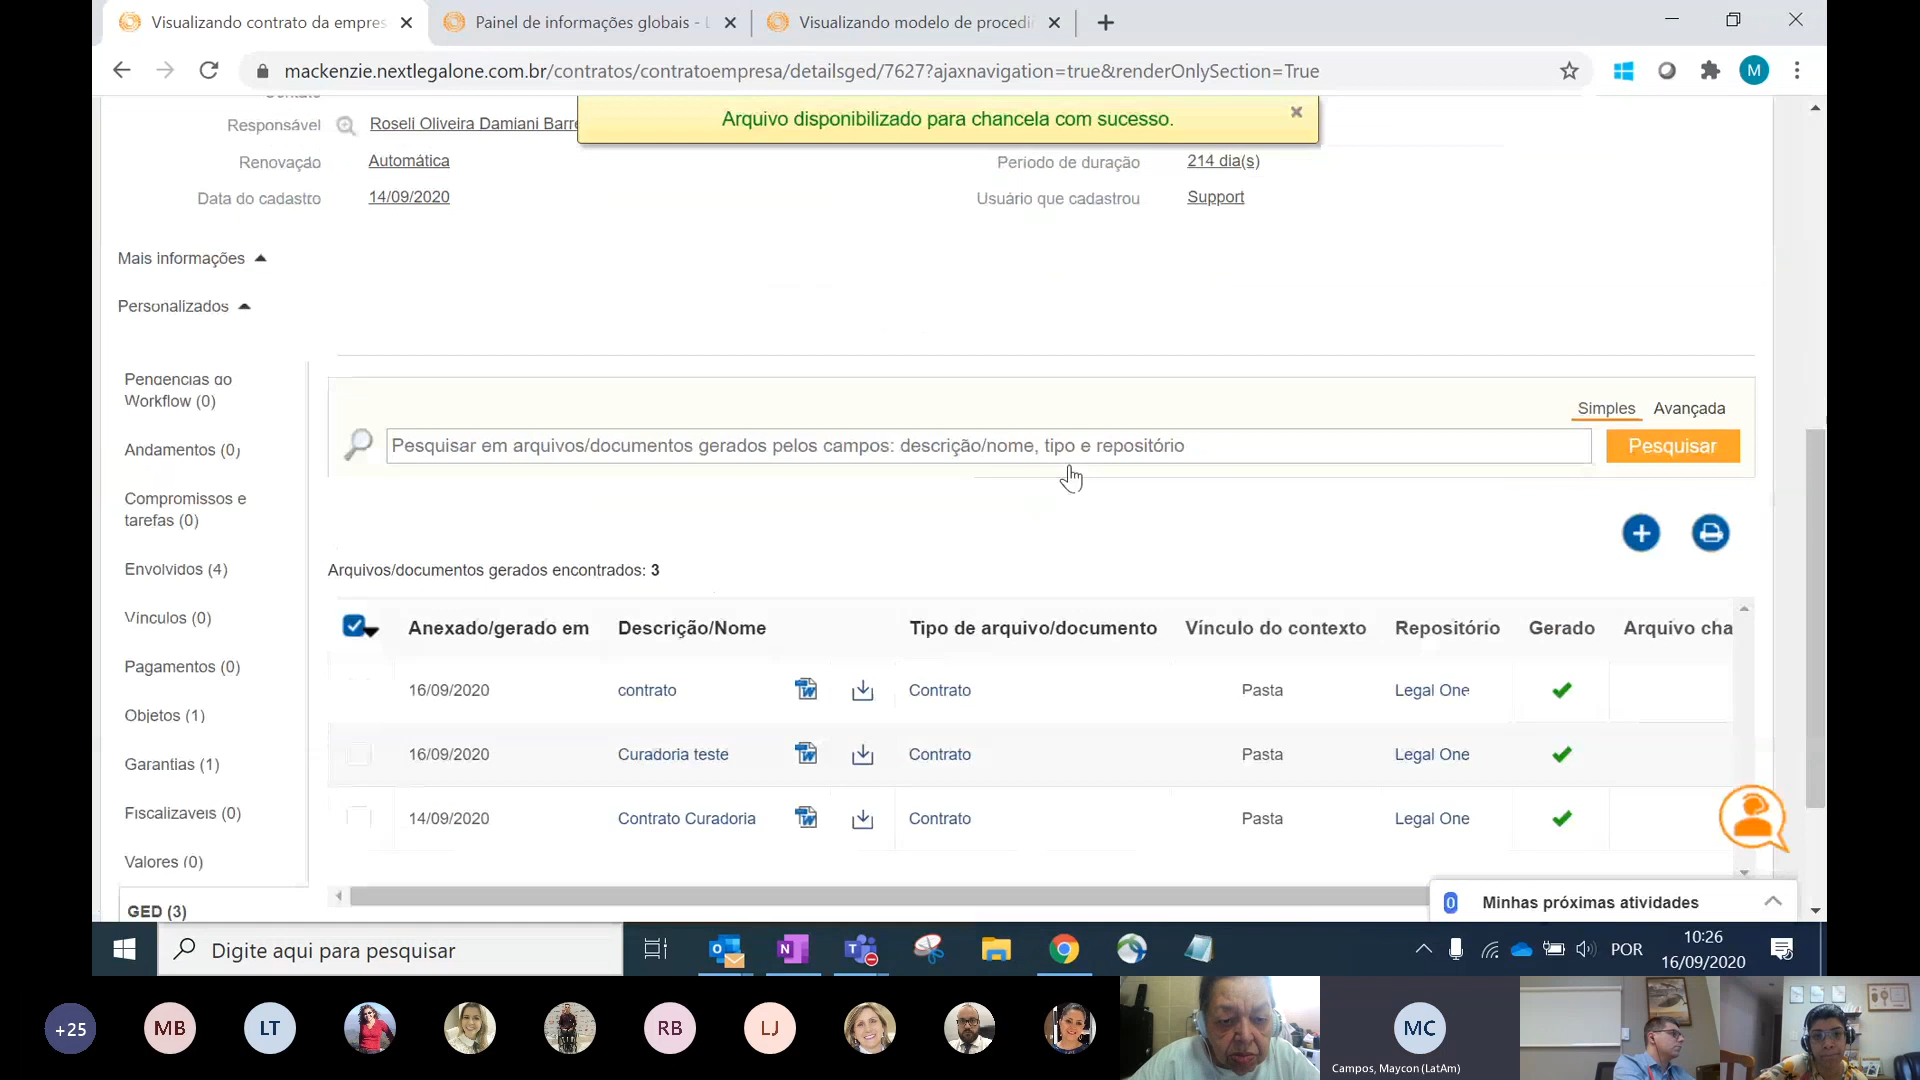 Visualizando contrato da empres
Painel de informações globais - L
Visualizando modelo de procedi
mackenzie.nextlegalone.com.br/contratos/contratoempresa/detailsged/7627?ajaxnavigation=true&renderOnlySection=True
M
Arquivo disponibilizado para chancela com sucesso.
Responsável
Roseli Oliveira Damiani Barre
Renovação
Automática
Período de duração
214 dia(s)
Data do cadastro
14/09/2020
Usuário que cadastrou
Support
Mais informações
Personalizados
Pendências do
Workflow (0)
Andamentos (0)
Compromissos e
tarefas (0)
Envolvidos (4)
Vínculos (0)
Pagamentos (0)
Objetos (1)
Garantias (1)
Fiscalizáveis (0)
Valores (0)
GED (3)
Simples
Avançada
Pesquisar em arquivos/documentos gerados pelos campos: descrição/nome, tipo e repositório
Pesquisar
Arquivos/documentos gerados encontrados: 3
Anexado/gerado em
Descrição/Nome
Tipo de arquivo/documento
Vínculo do contexto
Repositório
Gerado
Arquivo cha
16/09/2020
contrato
Contrato
Pasta
Legal One
16/09/2020
Curadoria teste
Contrato
Pasta
Legal One
14/09/2020
Contrato Curadoria
Contrato
Pasta
Legal One
0
Minhas próximas atividades
Digite aqui para pesquisar
POR
10:26
16/09/2020
+25
MB
LT
RB
LJ
MC
Campos, Maycon (LatAm)